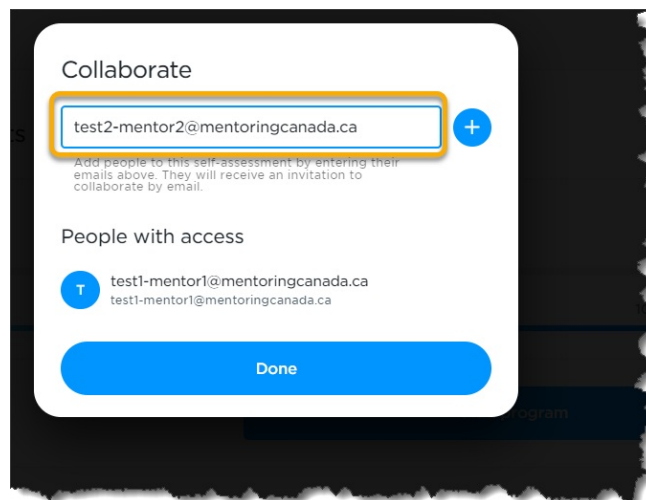 Collaborate
test2-mentor2@mentoringcanada.ca
+
Add people to this self-assessment by entering their
emails above. They will receive an invitation to
collaborate by email.
People with access
T
test1-mentor1@mentoringcanada.ca
test1-mentor1@mentoringcanada.ca
Done